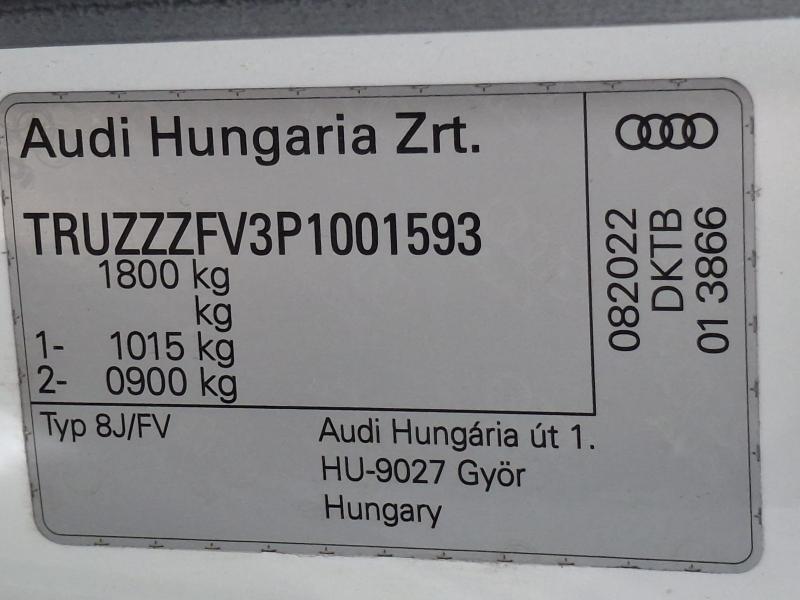 Audi Hungaria Zrt.
TRUZZZFV3P1001593
1800 kg
kg
1- 1015 kg
2- 0900 kg
Typ 8J/FV
Audi Hungária út 1.
HU-9027 Györ
Hungary
082022
DKTB
01 3866